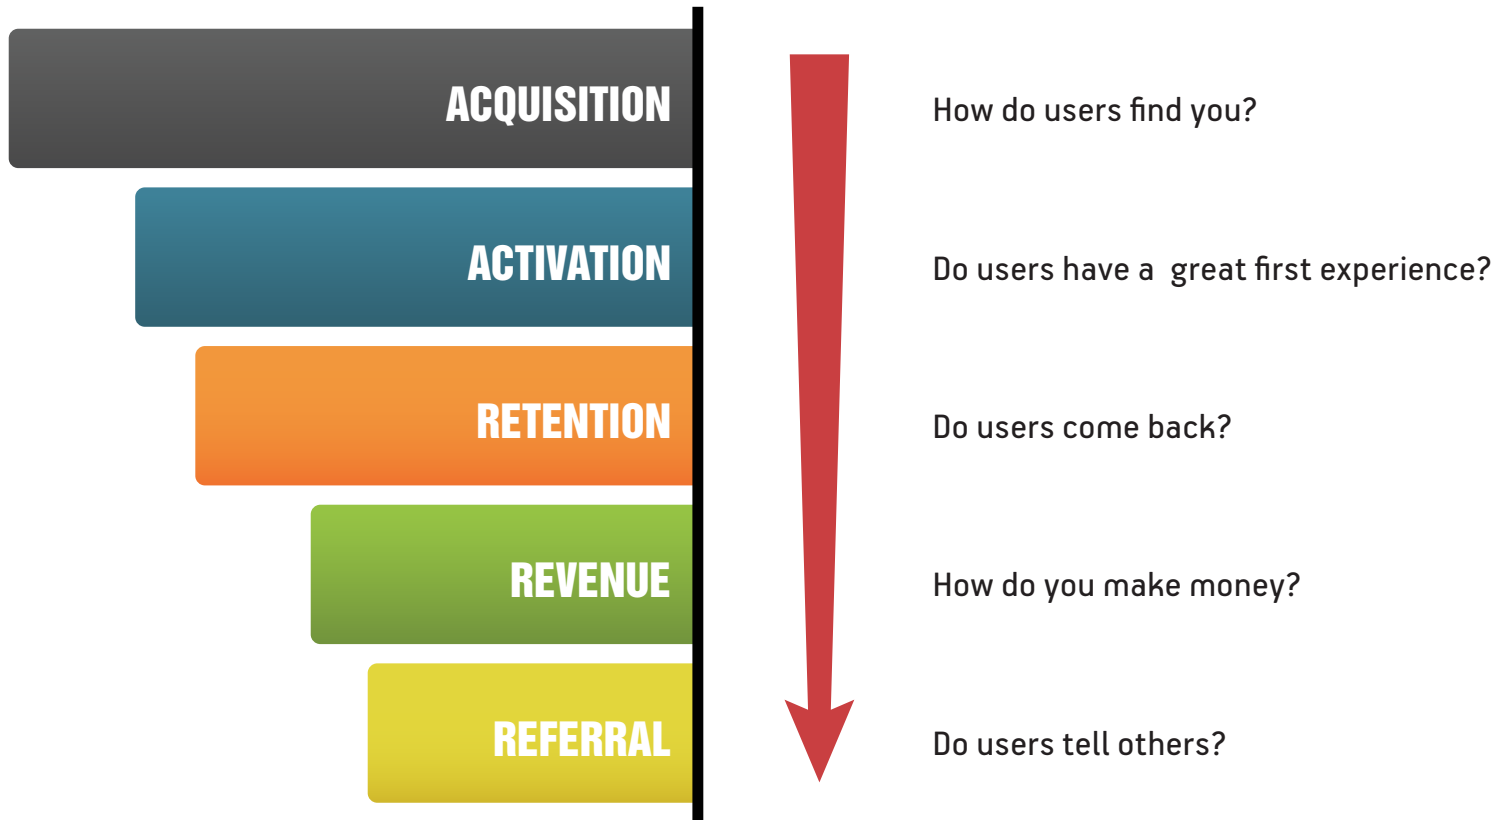 ACQUISITION
How do users find you?
ACTIVATION
Do users have a great first experience?
RETENTION
Do users come back?
REVENUE
How do you make money?
REFERRAL
Do users tell others?